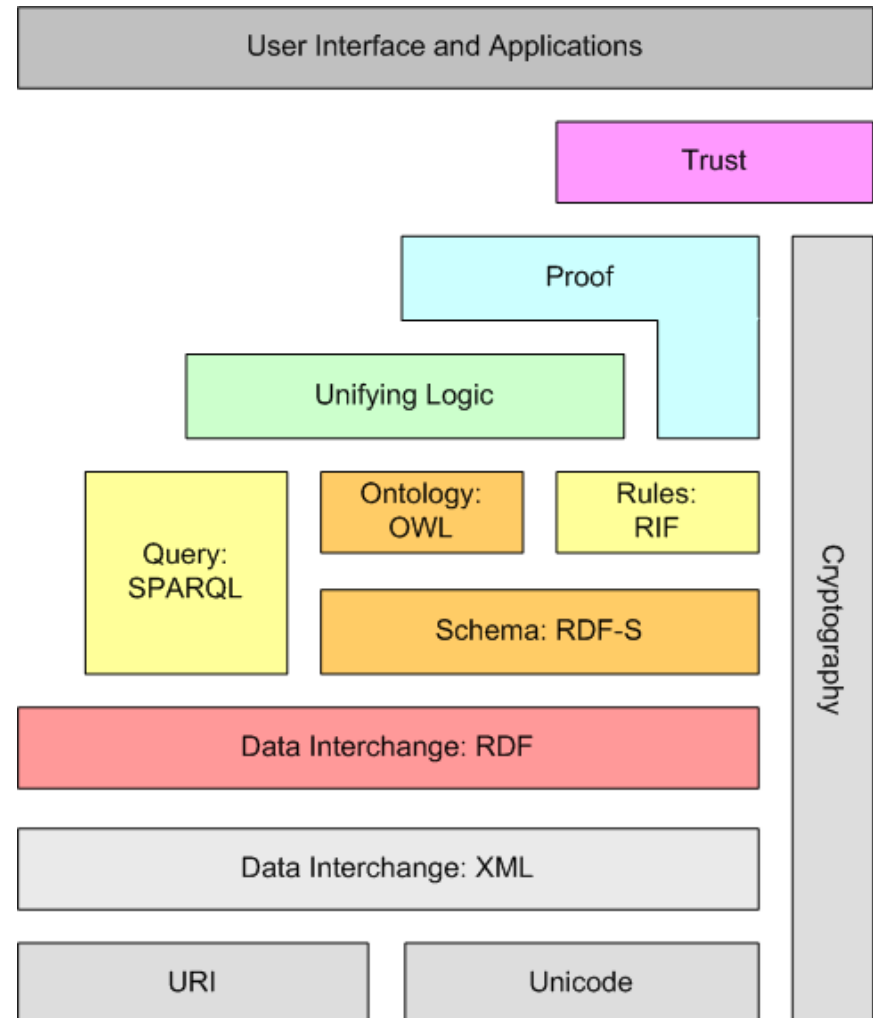 User Interface and Applications
Trust
Proof
Unifying Logic
Ontology:
OWL
Rules:
RIF
Query:
SPARQL
Schema: RDF-S
Cryptography
Data Interchange: RDF
Data Interchange: XML
URI
Unicode